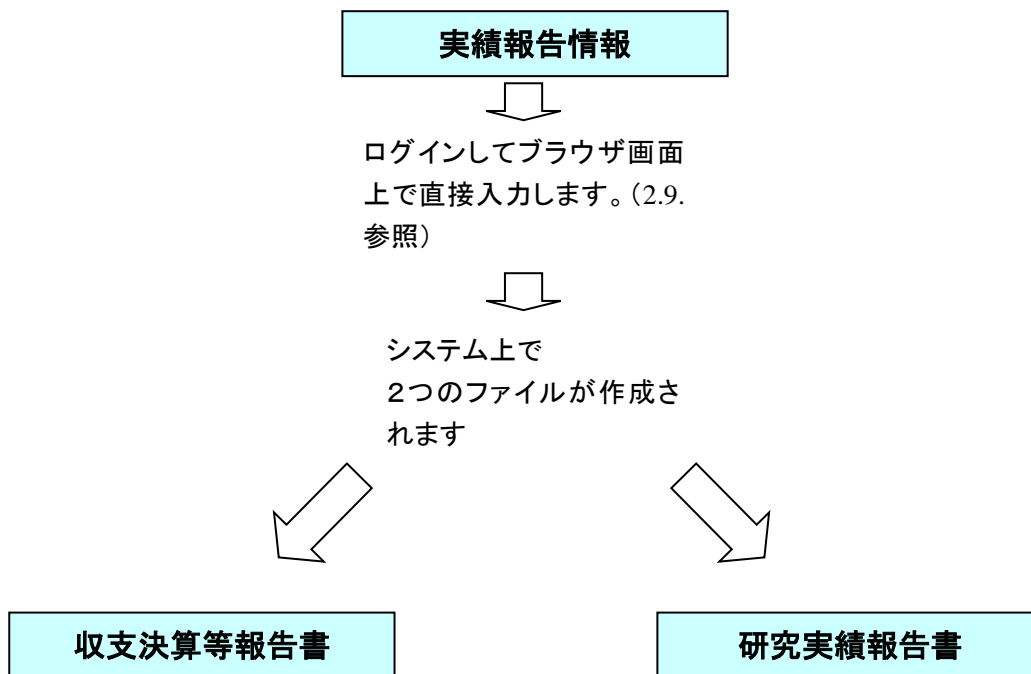 実績報告情報
ログインしてブラウザ画面
上で直接入力します。（2.9.
参照）
システム上で
２つのファイルが作成さ
れます
収支決算等報告書
研究実績報告書